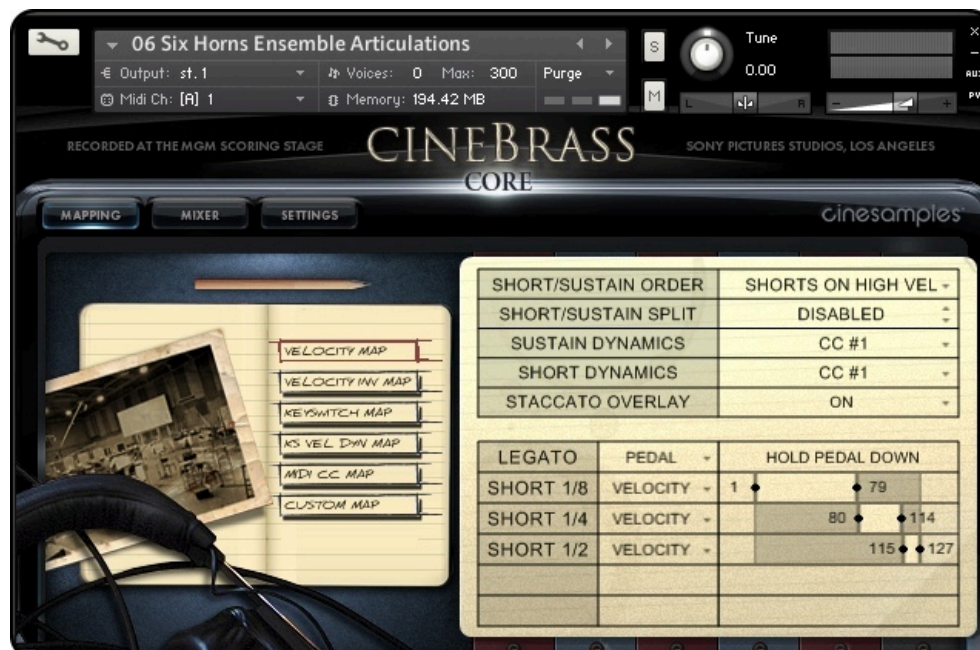 06 Six Horns Ensemble Articulations
Output: st.1
Voices: 0 Max: 300
Purge
Midi Ch: [A] 1
Memory: 194.42 MB
S
M
Tune
0.00
L R
- +
×
–
AUX
PV
RECORDED AT THE MGM SCORING STAGE
CINEBRASS
CORE
SONY PICTURES STUDIOS, LOS ANGELES
MAPPING
MIXER
SETTINGS
cinesamples
VELOCITY MAP
VELOCITY INV MAP
KEYSWITCH MAP
KS VEL DYN MAP
MIDI CC MAP
CUSTOM MAP
SHORT/SUSTAIN ORDER SHORTS ON HIGH VEL
SHORT/SUSTAIN SPLIT DISABLED
SUSTAIN DYNAMICS CC #1
SHORT DYNAMICS CC #1
STACCATO OVERLAY ON
LEGATO PEDAL HOLD PEDAL DOWN
SHORT 1/8 VELOCITY 1 79
SHORT 1/4 VELOCITY 80 114
SHORT 1/2 VELOCITY 115 127